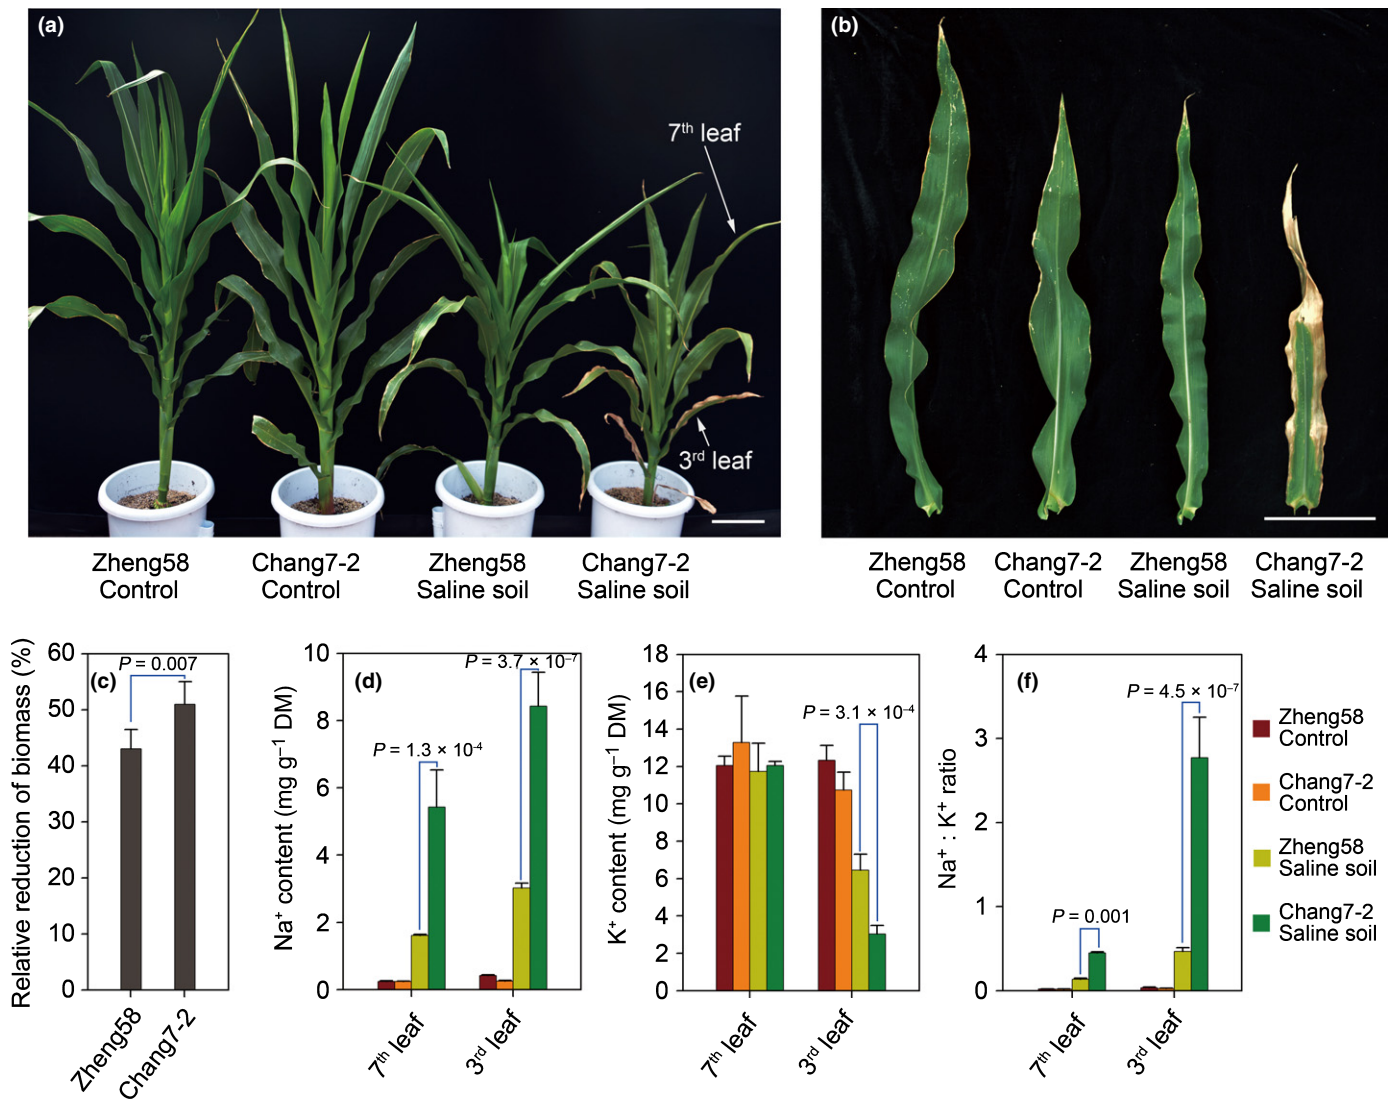 (a)
7th leaf
3rd leaf
Zheng58
Control
Chang7-2
Control
Zheng58
Saline soil
Chang7-2
Saline soil
(b)
Zheng58
Control
Chang7-2
Control
Zheng58
Saline soil
Chang7-2
Saline soil
(c)
Relative reduction of biomass (%)
60
50
40
30
20
10
0
P = 0.007
Zheng58
Chang7-2
(d)
Na⁺ content (mg g⁻¹ DM)
10
8
6
4
2
0
P = 1.3 × 10⁻⁴
P = 3.7 × 10⁻⁷
7th leaf
3rd leaf
(e)
K⁺ content (mg g⁻¹ DM)
18
16
14
12
10
8
6
4
2
0
P = 3.1 × 10⁻⁴
7th leaf
3rd leaf
(f)
Na⁺ : K⁺ ratio
4
3
2
1
0
P = 0.001
P = 4.5 × 10⁻⁷
7th leaf
3rd leaf
Zheng58
Control
Chang7-2
Control
Zheng58
Saline soil
Chang7-2
Saline soil